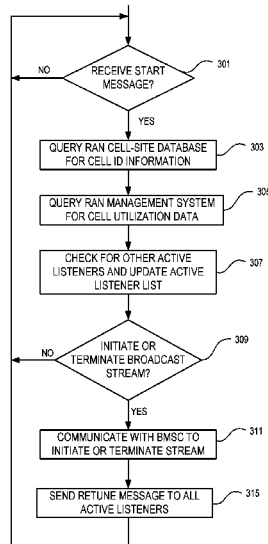 RECEIVE START
MESSAGE?
301
NO
YES
QUERY RAN CELL-SITE DATABASE
FOR CELL ID INFORMATION
303
QUERY RAN MANAGEMENT SYSTEM
FOR CELL UTILIZATION DATA
305
CHECK FOR OTHER ACTIVE
LISTENERS AND UPDATE ACTIVE
LISTENER LIST
307
INITIATE OR
TERMINATE BROADCAST
STREAM?
309
NO
YES
COMMUNICATE WITH BMSC TO
INITIATE OR TERMINATE STREAM
311
SEND RETUNE MESSAGE TO ALL
ACTIVE LISTENERS
315